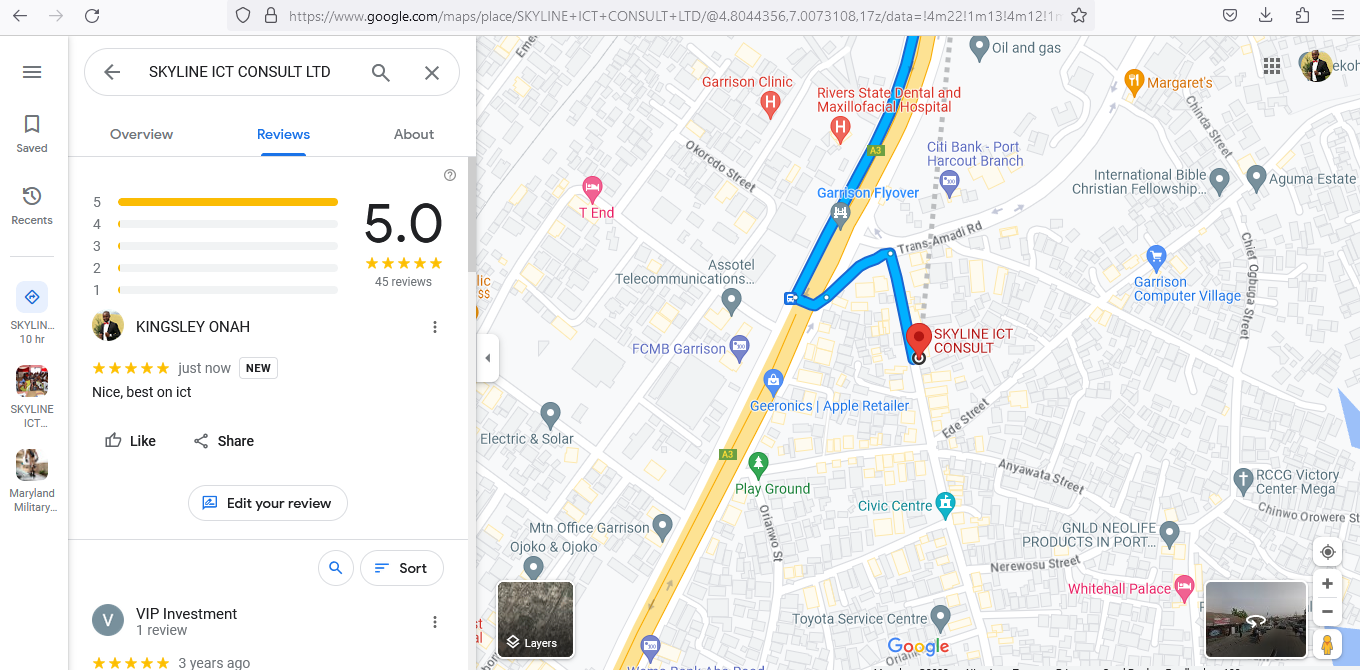 https://www.google.com/maps/place/SKYLINE+ICT+CONSULT+LTD/@4.8044356,7.0073108,17z/data=!4m22!1m13!4m12!1m
SKYLINE ICT CONSULT LTD
Saved
Recents
SKYLIN...
10 hr
SKYLINE
ICT...
Maryland
Military...
Overview
Reviews
About
5
4
3
2
1
5.0
45 reviews
KINGSLEY ONAH
just now
NEW
Nice, best on ict
Like
Share
Edit your review
Sort
V
VIP Investment
1 review
3 years ago
Oil and gas
ekoh
Garrison Clinic
Rivers State Dental and
Maxillofacial Hospital
Margaret's
Chinda Street
Okorodo Street
A3
Citi Bank - Port
Harcout Branch
International Bible
Christian Fellowship...
Aguma Estate
T End
Garrison Flyover
Trans-Amadi Rd
Chief Ogbuga Street
Assotel
Telecommunications...
Garrison
Computer Village
SKYLINE ICT
CONSULT
FCMB Garrison
Geeronics | Apple Retailer
Electric & Solar
Ede Street
A3
Play Ground
Anyawata Street
RCCG Victory
Center Mega
Civic Centre
Chinwo Orowere St
Orianwo St
Mtn Office Garrison
Ojoko & Ojoko
GNLD NEOLIFE
PRODUCTS IN PORT...
Nerewosu Street
Whitehall Palace
Toyota Service Centre
Layers
Google